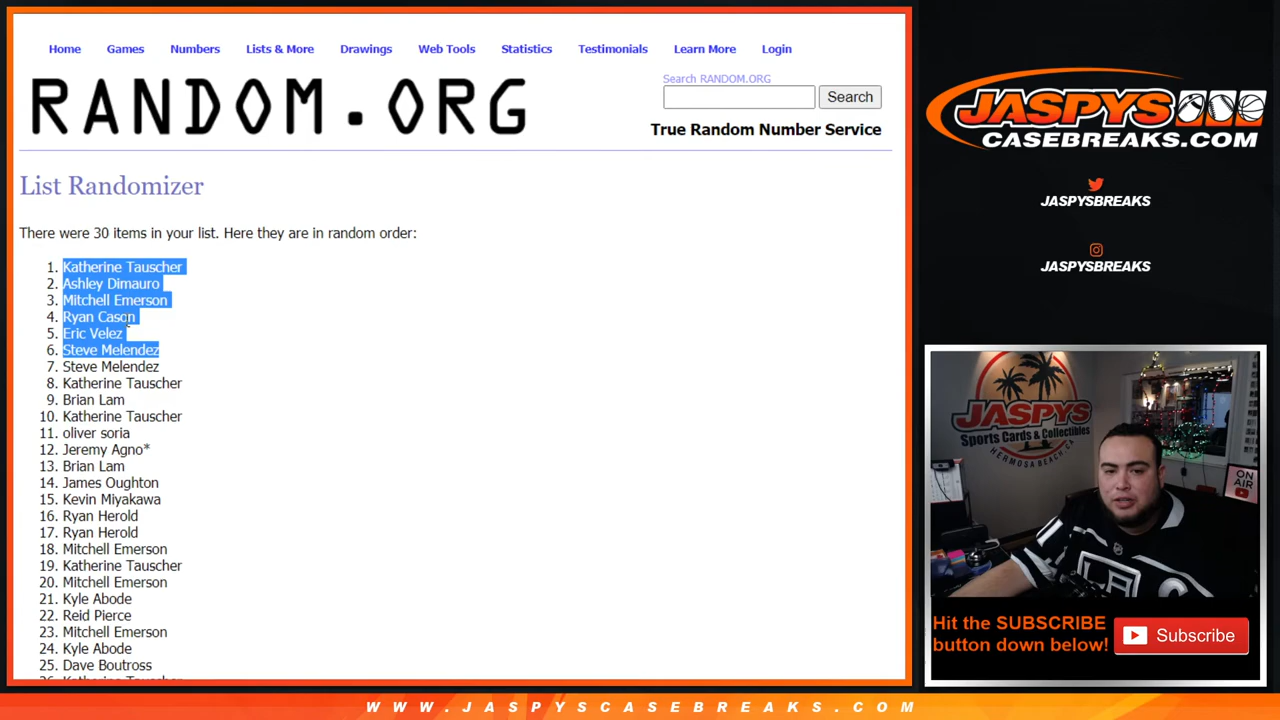 Home Games Numbers Lists & More Drawings Web Tools Statistics Testimonials Learn More Login
RANDOM.ORG
Search RANDOM.ORG
Search
True Random Number Service
List Randomizer
There were 30 items in your list. Here they are in random order:
1. Katherine Tauscher
2. Ashley Dimauro
3. Mitchell Emerson
4. Ryan Cason
5. Eric Velez
6. Steve Melendez
7. Steve Melendez
8. Katherine Tauscher
9. Brian Lam
10. Katherine Tauscher
11. oliver soria
12. Jeremy Agno*
13. Brian Lam
14. James Oughton
15. Kevin Miyakawa
16. Ryan Herold
17. Ryan Herold
18. Mitchell Emerson
19. Katherine Tauscher
20. Mitchell Emerson
21. Kyle Abode
22. Reid Pierce
23. Mitchell Emerson
24. Kyle Abode
25. Dave Boutross
JASPYS
CASEBREAKS.COM
JASPYSBREAKS
JASPYSBREAKS
JASPYS
Sports Cards & Collectibles
HERMOSA BEACH, CA
ON
AIR
LA
Hit the SUBSCRIBE
button down below!
Subscribe
WWW.JASPYSCASEBREAKS.COM